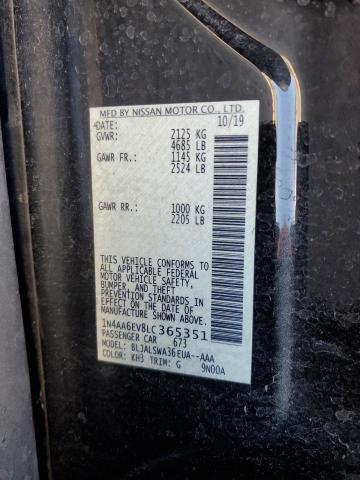 MFD BY NISSAN MOTOR CO., LTD.
DATE: 10/19
GVWR: 2125 KG
4685 LB
GAWR FR.: 1145 KG
2524 LB
GAWR RR.: 1000 KG
2205 LB
THIS VEHICLE CONFORMS TO
ALL APPLICABLE FEDERAL
MOTOR VEHICLE SAFETY,
BUMPER, AND THEFT
PREVENTION STANDARDS
IN EFFECT ON THE DATE OF
MANUFACTURE SHOWN ABOVE.
1N4AA6EV8LC365351
PASSENGER CAR 673
MODEL: BLJALSWA36EUA--AAA
COLOR: KH3 TRIM: G 9N00A